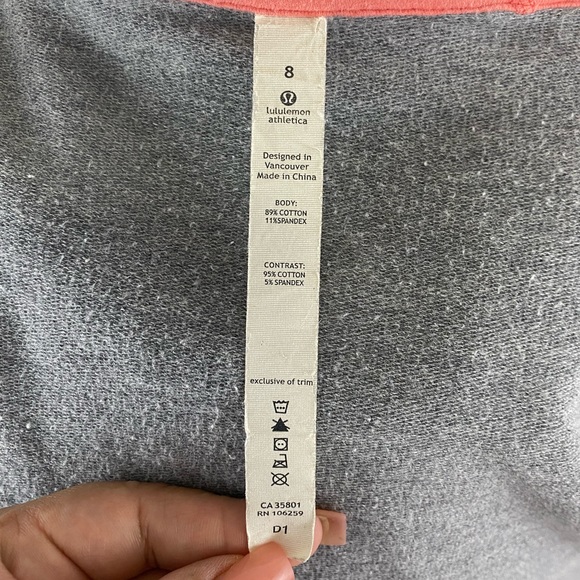 8
lululemon
athletica
Designed in
Vancouver
Made in China
BODY:
89% COTTON
11%SPANDEX
CONTRAST:
95% COTTON
5% SPANDEX
exclusive of trim
CA 35801
RN 106259
D1